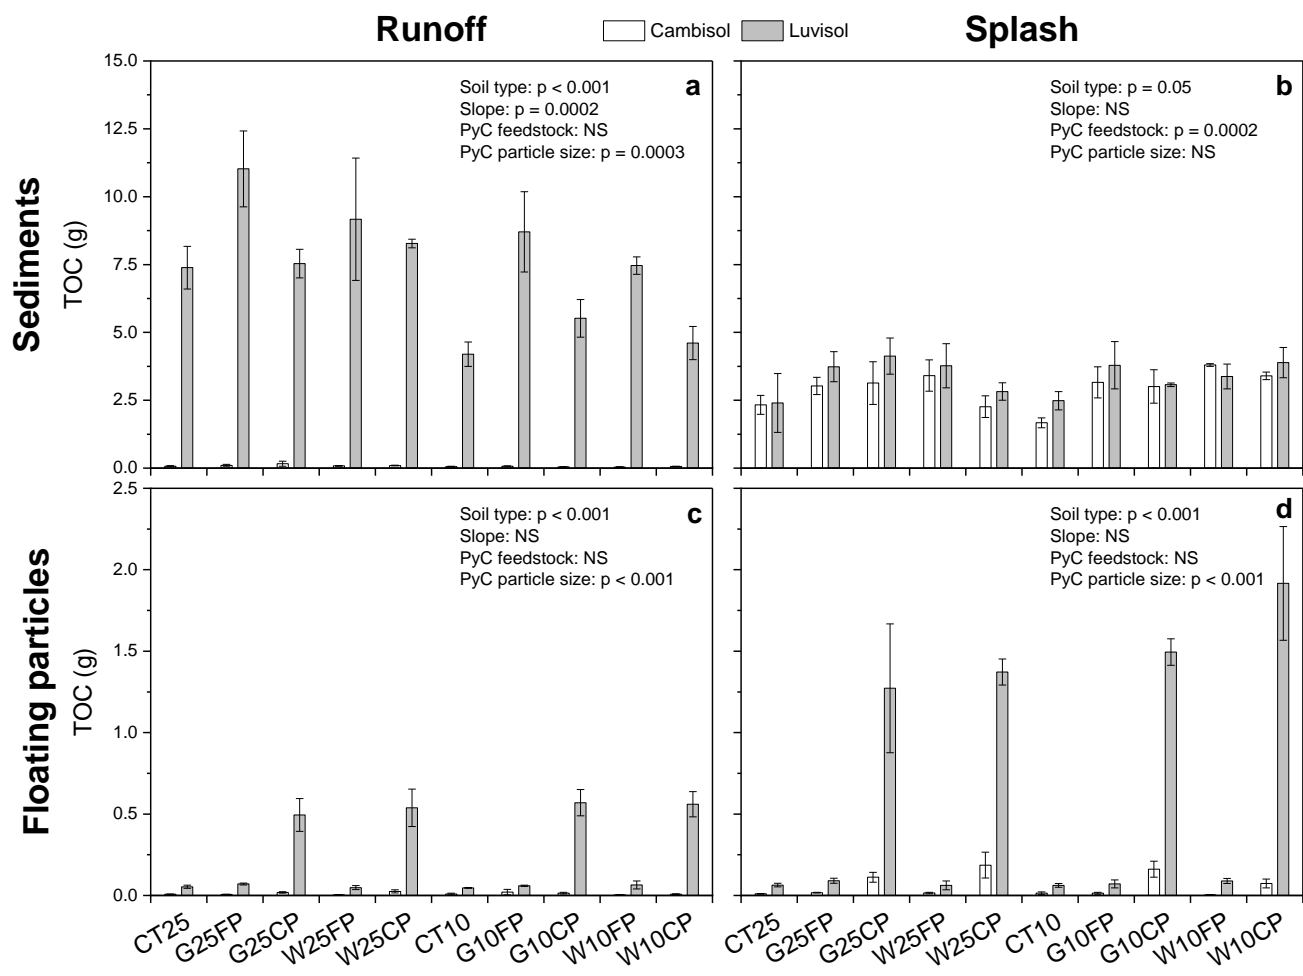 Runoff
Cambisol
Luvisol
Splash
Sediments
TOC (g)
15.0
12.5
10.0
7.5
5.0
2.5
0.0
Soil type: p < 0.001
Slope: p = 0.0002
PyC feedstock: NS
PyC particle size: p = 0.0003
a
Soil type: p = 0.05
Slope: NS
PyC feedstock: p = 0.0002
PyC particle size: NS
b
Floating particles
TOC (g)
2.5
2.0
1.5
1.0
0.5
0.0
Soil type: p < 0.001
Slope: NS
PyC feedstock: NS
PyC particle size: p < 0.001
c
Soil type: p < 0.001
Slope: NS
PyC feedstock: NS
PyC particle size: p < 0.001
d
CT25
G25FP
G25CP
W25FP
W25CP
CT10
G10FP
G10CP
W10FP
W10CP
CT25
G25FP
G25CP
W25FP
W25CP
CT10
G10FP
G10CP
W10FP
W10CP